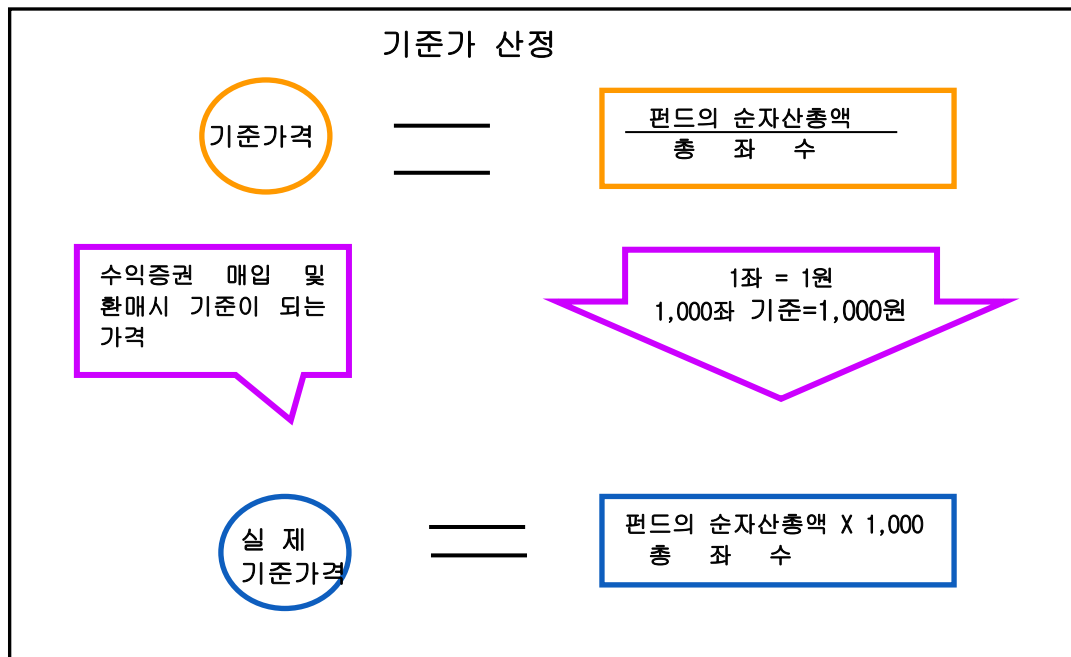 기준가 산정
기준가격
펀드의 순자산총액
총 좌 수
수익증권 매입 및
환매시 기준이 되는
가격
1좌 = 1원
1,000좌 기준=1,000원
실 제
기준가격
펀드의 순자산총액 X 1,000
총 좌 수